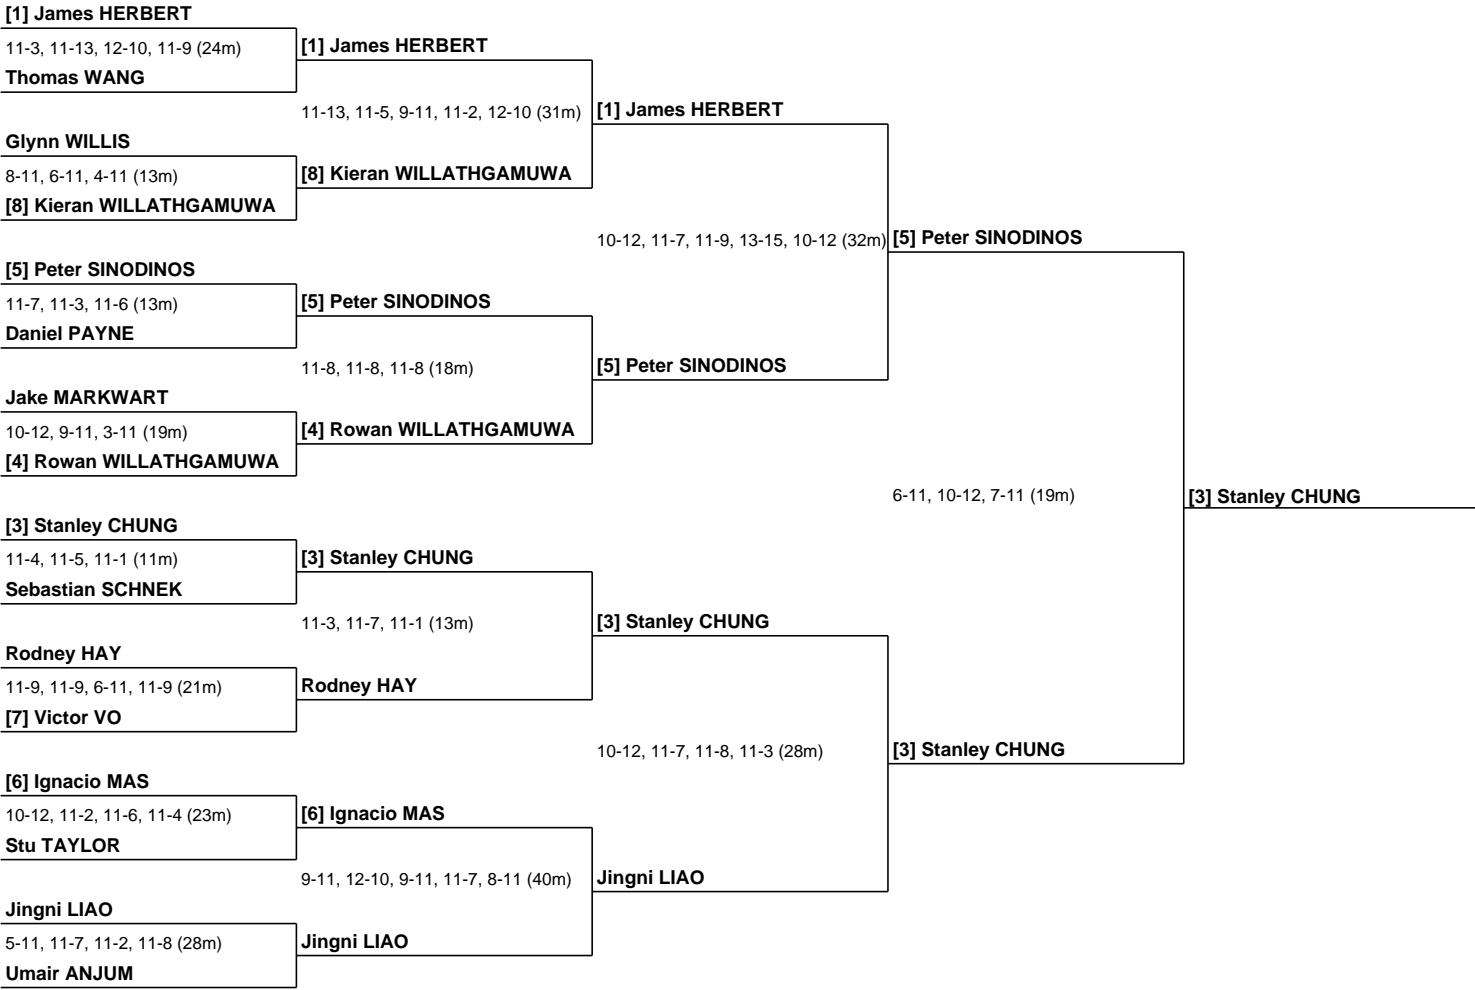 [1] James HERBERT
11-3, 11-13, 12-10, 11-9 (24m)
Thomas WANG
Glynn WILLIS
8-11, 6-11, 4-11 (13m)
[8] Kieran WILLATHGAMUWA
[5] Peter SINODINOS
11-7, 11-3, 11-6 (13m)
Daniel PAYNE
Jake MARKWART
10-12, 9-11, 3-11 (19m)
[4] Rowan WILLATHGAMUWA
[3] Stanley CHUNG
11-4, 11-5, 11-1 (11m)
Sebastian SCHNEK
Rodney HAY
11-9, 11-9, 6-11, 11-9 (21m)
[7] Victor VO
[6] Ignacio MAS
10-12, 11-2, 11-6, 11-4 (23m)
Stu TAYLOR
Jingni LIAO
5-11, 11-7, 11-2, 11-8 (28m)
Umair ANJUM
[1] James HERBERT
11-13, 11-5, 9-11, 11-2, 12-10 (31m)
[8] Kieran WILLATHGAMUWA
[5] Peter SINODINOS
11-8, 11-8, 11-8 (18m)
[4] Rowan WILLATHGAMUWA
[3] Stanley CHUNG
11-3, 11-7, 11-1 (13m)
Rodney HAY
[6] Ignacio MAS
9-11, 12-10, 9-11, 11-7, 8-11 (40m)
Jingni LIAO
[1] James HERBERT
10-12, 11-7, 11-9, 13-15, 10-12 (32m)
[5] Peter SINODINOS
[3] Stanley CHUNG
10-12, 11-7, 11-8, 11-3 (28m)
Jingni LIAO
[5] Peter SINODINOS
6-11, 10-12, 7-11 (19m)
[3] Stanley CHUNG
[3] Stanley CHUNG